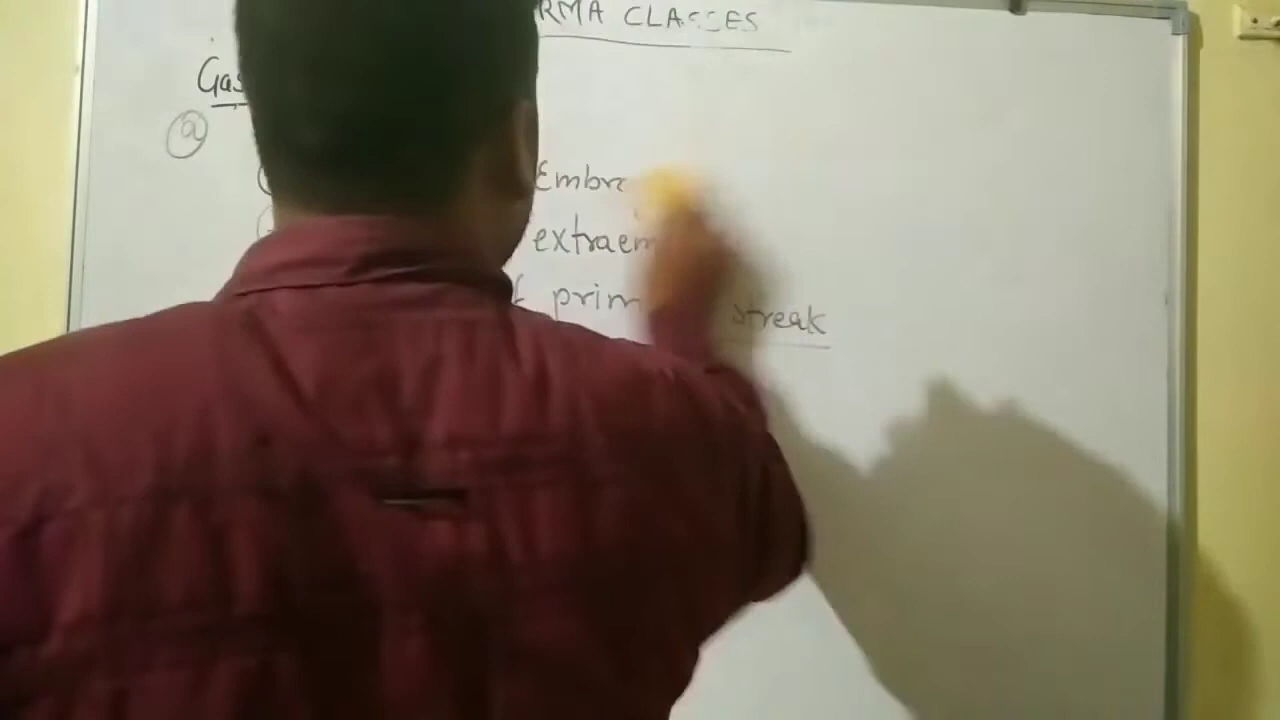 RMA CLASSES
Gas
a
Embr
extraem
prim streak